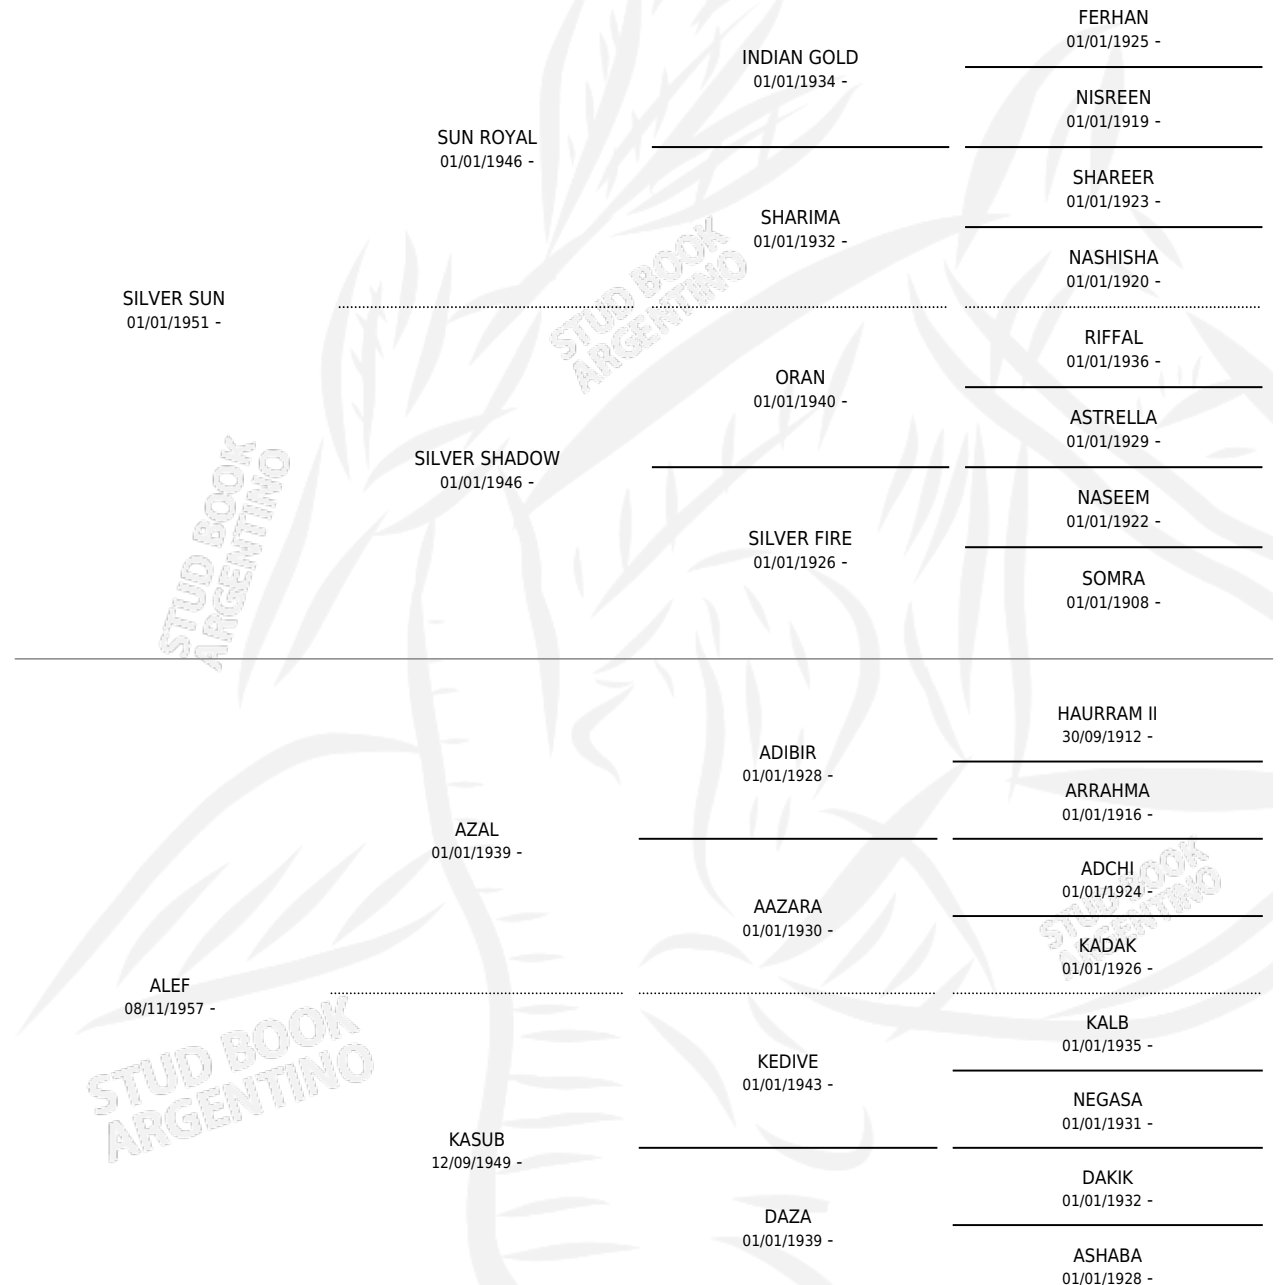 FERHAN
01/01/1925 -
INDIAN GOLD
01/01/1934 -
NISREEN
01/01/1919 -
SUN ROYAL
01/01/1946 -
SHAREER
01/01/1923 -
SHARIMA
01/01/1932 -
NASHISHA
01/01/1920 -
SILVER SUN
01/01/1951 -
RIFFAL
01/01/1936 -
ORAN
01/01/1940 -
ASTRELLA
01/01/1929 -
SILVER SHADOW
01/01/1946 -
NASEEM
01/01/1922 -
SILVER FIRE
01/01/1926 -
SOMRA
01/01/1908 -
HAURRAM II
30/09/1912 -
ADIBIR
01/01/1928 -
ARRAHMA
01/01/1916 -
AZAL
01/01/1939 -
ADCHI
01/01/1924 -
AAZARA
01/01/1930 -
KADAK
01/01/1926 -
ALEF
08/11/1957 -
KALB
01/01/1935 -
KEDIVE
01/01/1943 -
NEGASA
01/01/1931 -
KASUB
12/09/1949 -
DAKIK
01/01/1932 -
DAZA
01/01/1939 -
ASHABA
01/01/1928 -
STUD BOOK
ARGENTINO
STUD BOOK
ARGENTINO
STUD BOOK
ARGENTINO
STUD BOOK
ARGENTINO